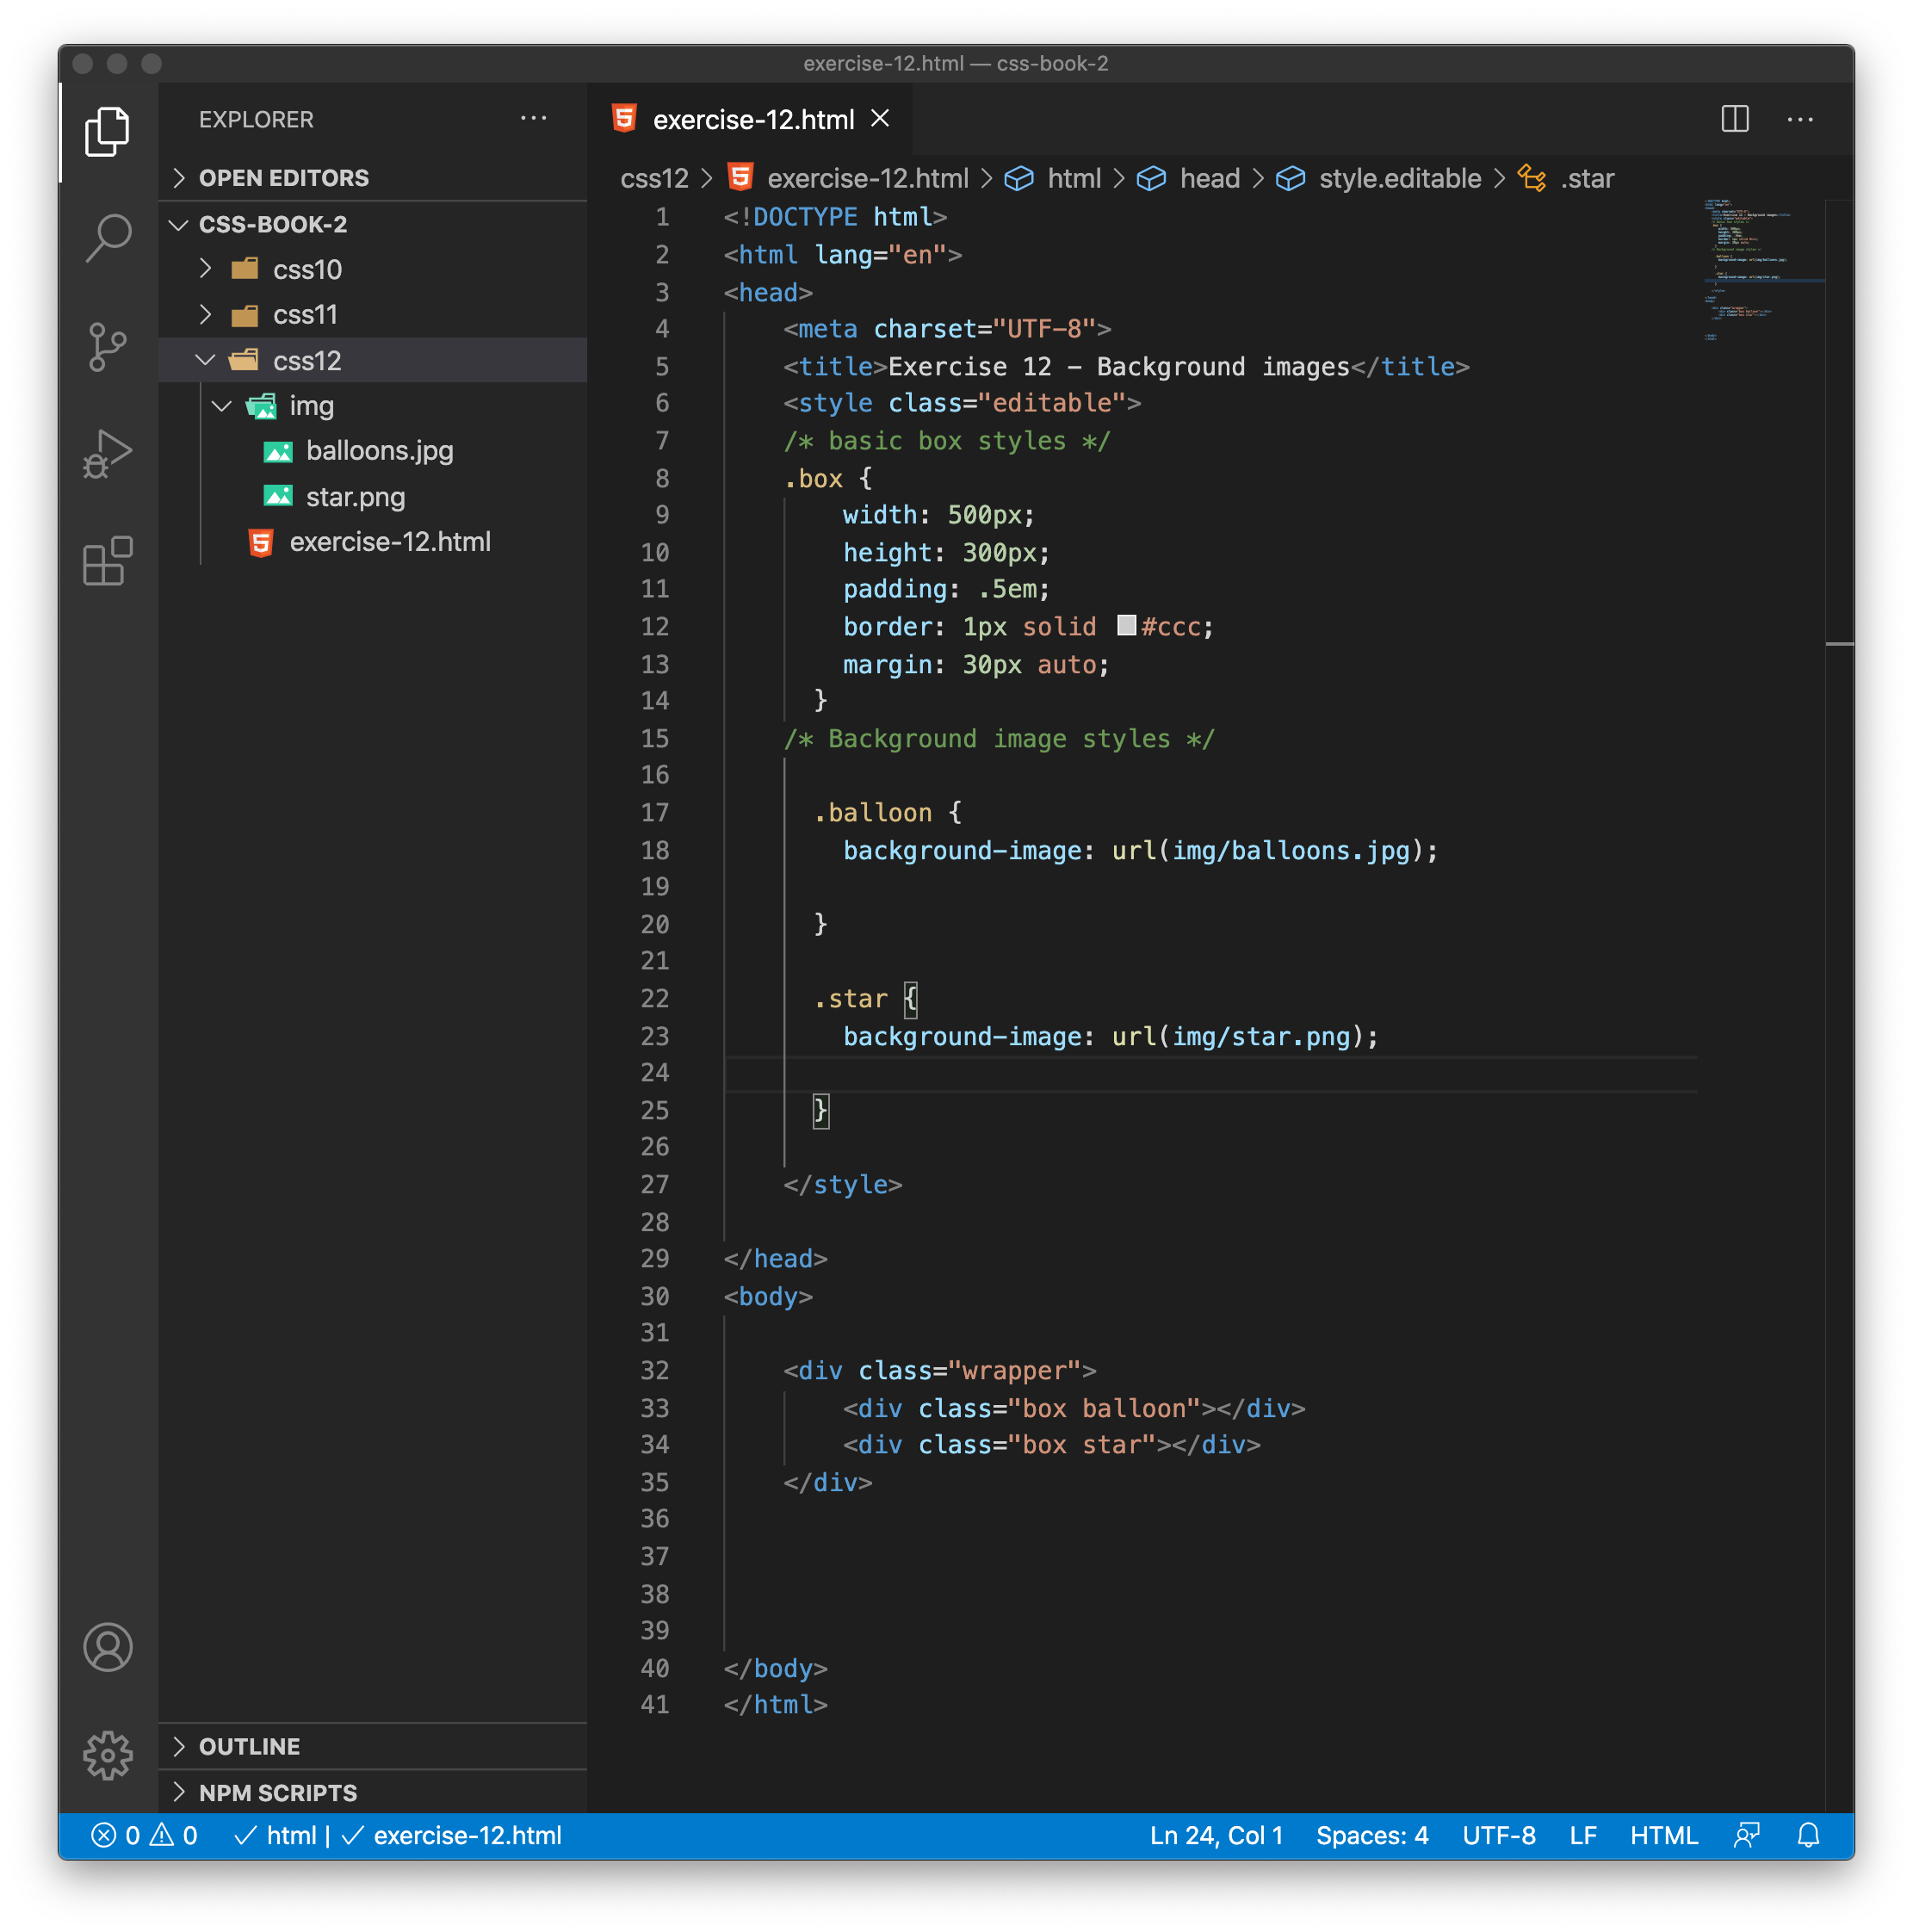 exercise-12.html — css-book-2
EXPLORER
OPEN EDITORS
CSS-BOOK-2
css10
css11
css12
img
balloons.jpg
star.png
exercise-12.html
OUTLINE
NPM SCRIPTS
exercise-12.html
css12 > exercise-12.html > html > head > style.editable > .star
1 <!DOCTYPE html>
2 <html lang="en">
3 <head>
4 <meta charset="UTF-8">
5 <title>Exercise 12 - Background images</title>
6 <style class="editable">
7 /* basic box styles */
8 .box {
9 width: 500px;
10 height: 300px;
11 padding: .5em;
12 border: 1px solid #ccc;
13 margin: 30px auto;
14 }
15 /* Background image styles */
16
17 .balloon {
18 background-image: url(img/balloons.jpg);
19
20 }
21
22 .star {
23 background-image: url(img/star.png);
24
25 }
26
27 </style>
28
29 </head>
30 <body>
31
32 <div class="wrapper">
33 <div class="box balloon"></div>
34 <div class="box star"></div>
35 </div>
36
37
38
39
40 </body>
41 </html>
0 0 html | exercise-12.html Ln 24, Col 1 Spaces: 4 UTF-8 LF HTML